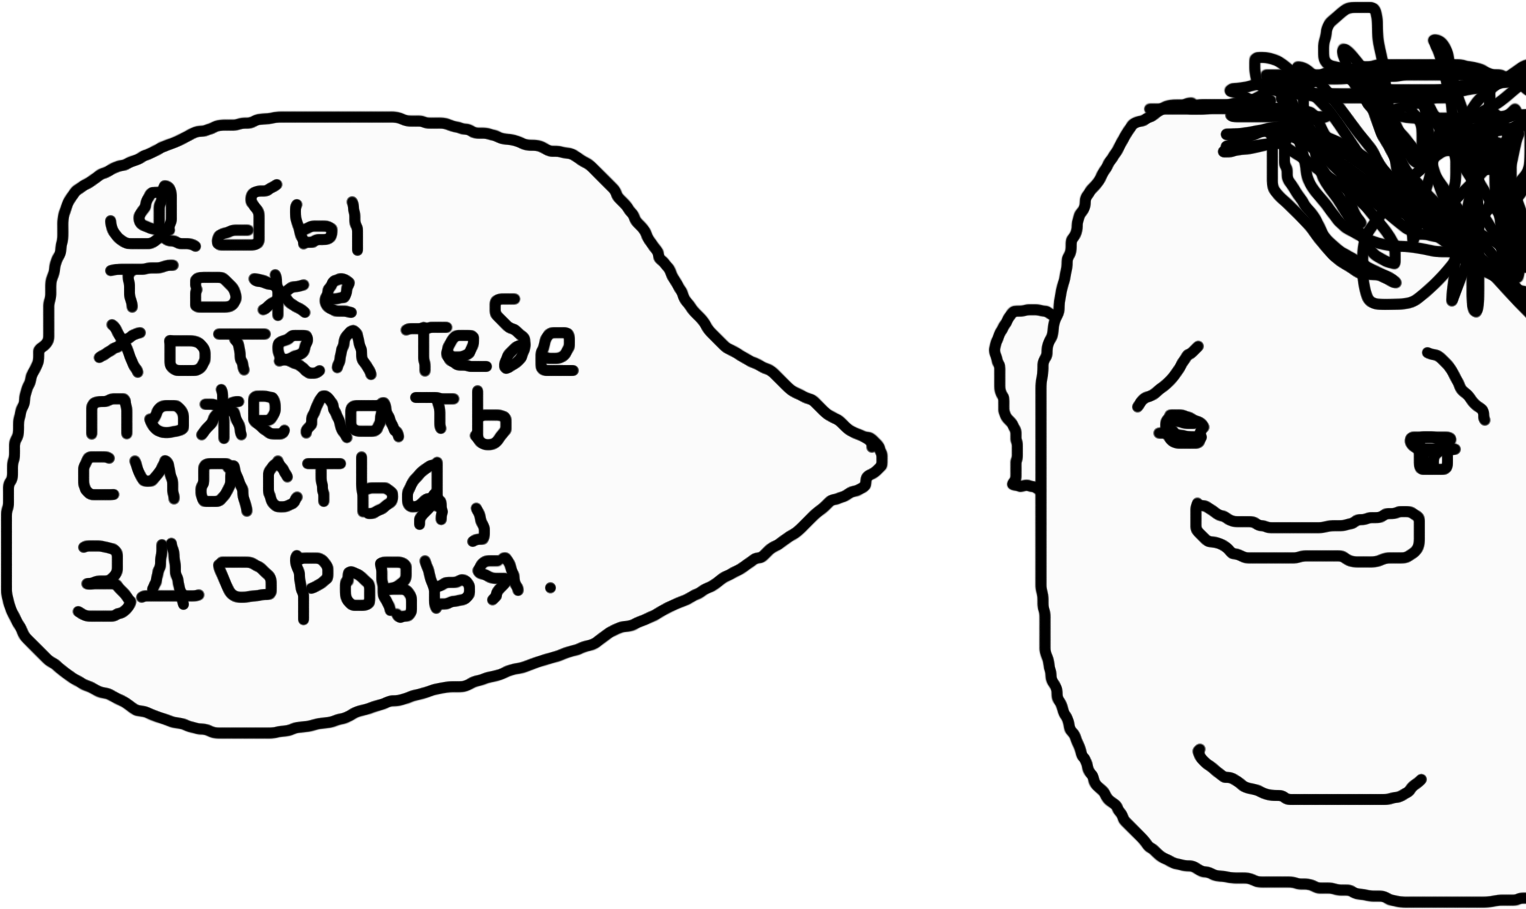 Я бы
тоже
хотел тебе
пожелать
счастья,
здоровья.